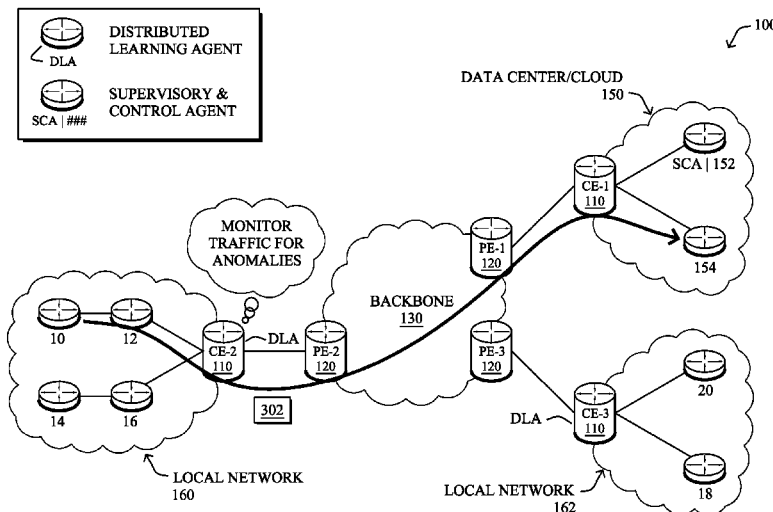 DISTRIBUTED
LEARNING AGENT
DLA
SUPERVISORY &
CONTROL AGENT
SCA | ###
100
DATA CENTER/CLOUD
150
SCA | 152
CE-1
110
154
MONITOR
TRAFFIC FOR
ANOMALIES
PE-1
120
BACKBONE
130
10
12
CE-2
110
DLA
PE-2
120
PE-3
120
14
16
302
LOCAL NETWORK
160
20
CE-3
110
DLA
18
LOCAL NETWORK
162